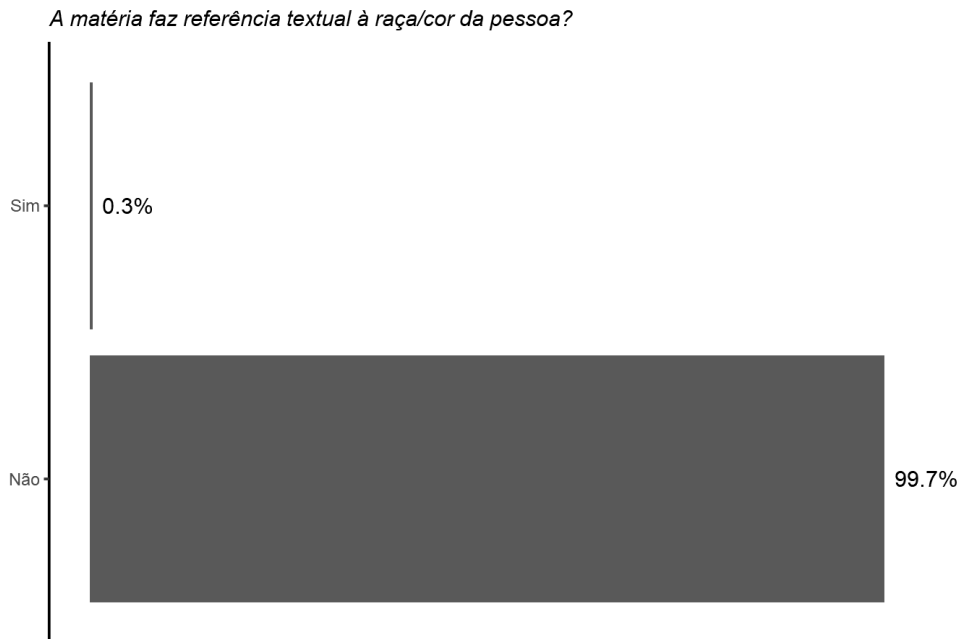 A matéria faz referência textual à raça/cor da pessoa?
Sim
0.3%
Não
99.7%